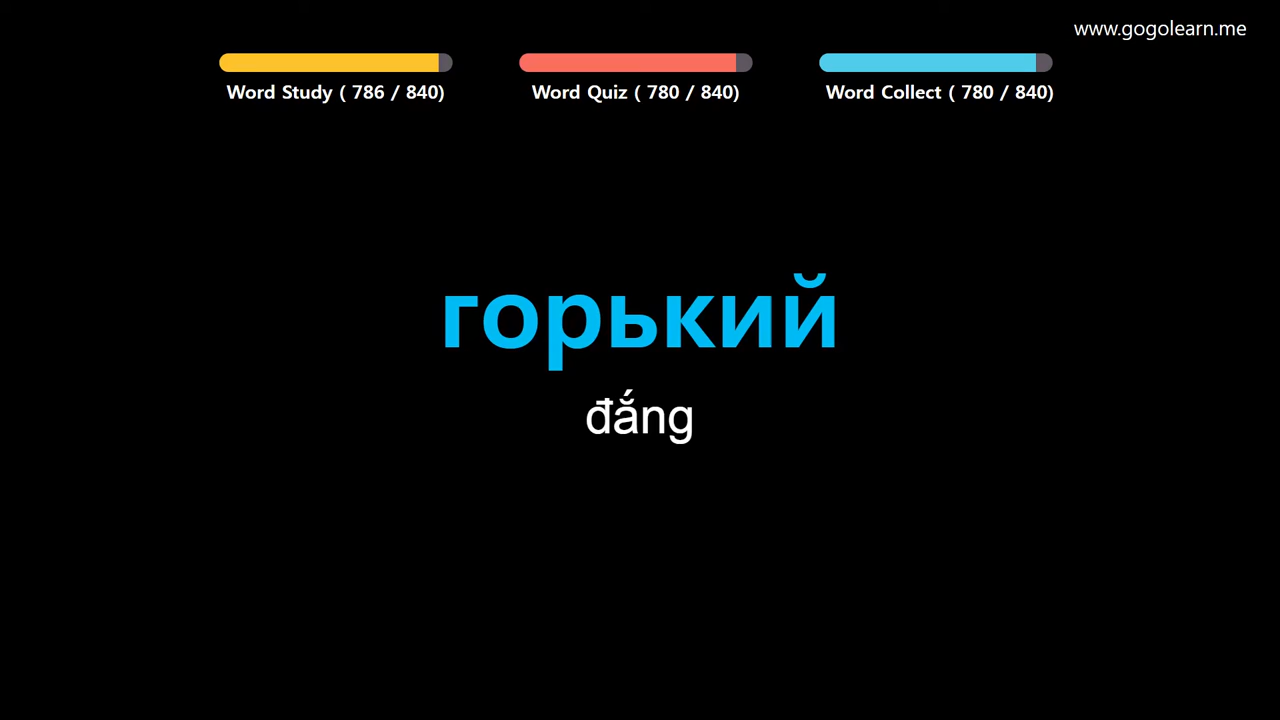 www.gogolearn.me
Word Study ( 786 / 840)
Word Quiz ( 780 / 840)
Word Collect ( 780 / 840)
горький
đắng